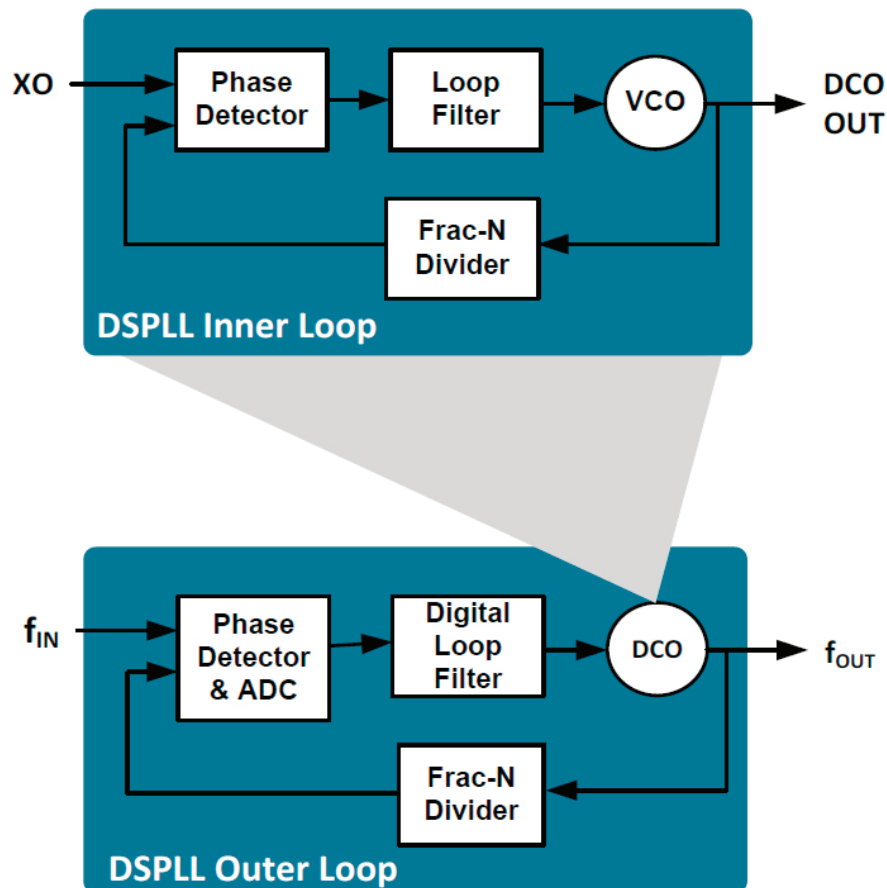 XO
Phase
Detector
Loop
Filter
VCO
DCO
OUT
Frac-N
Divider
DSPLL Inner Loop
fIN
Phase
Detector
& ADC
Digital
Loop
Filter
DCO
fOUT
Frac-N
Divider
DSPLL Outer Loop